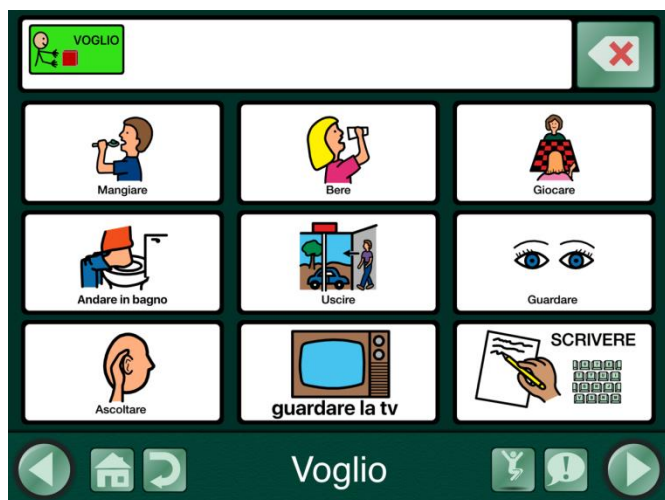 VOGLIO
Mangiare
Bere
Giocare
Andare in bagno
Uscire
Guardare
Ascoltare
guardare la tv
SCRIVERE
Voglio